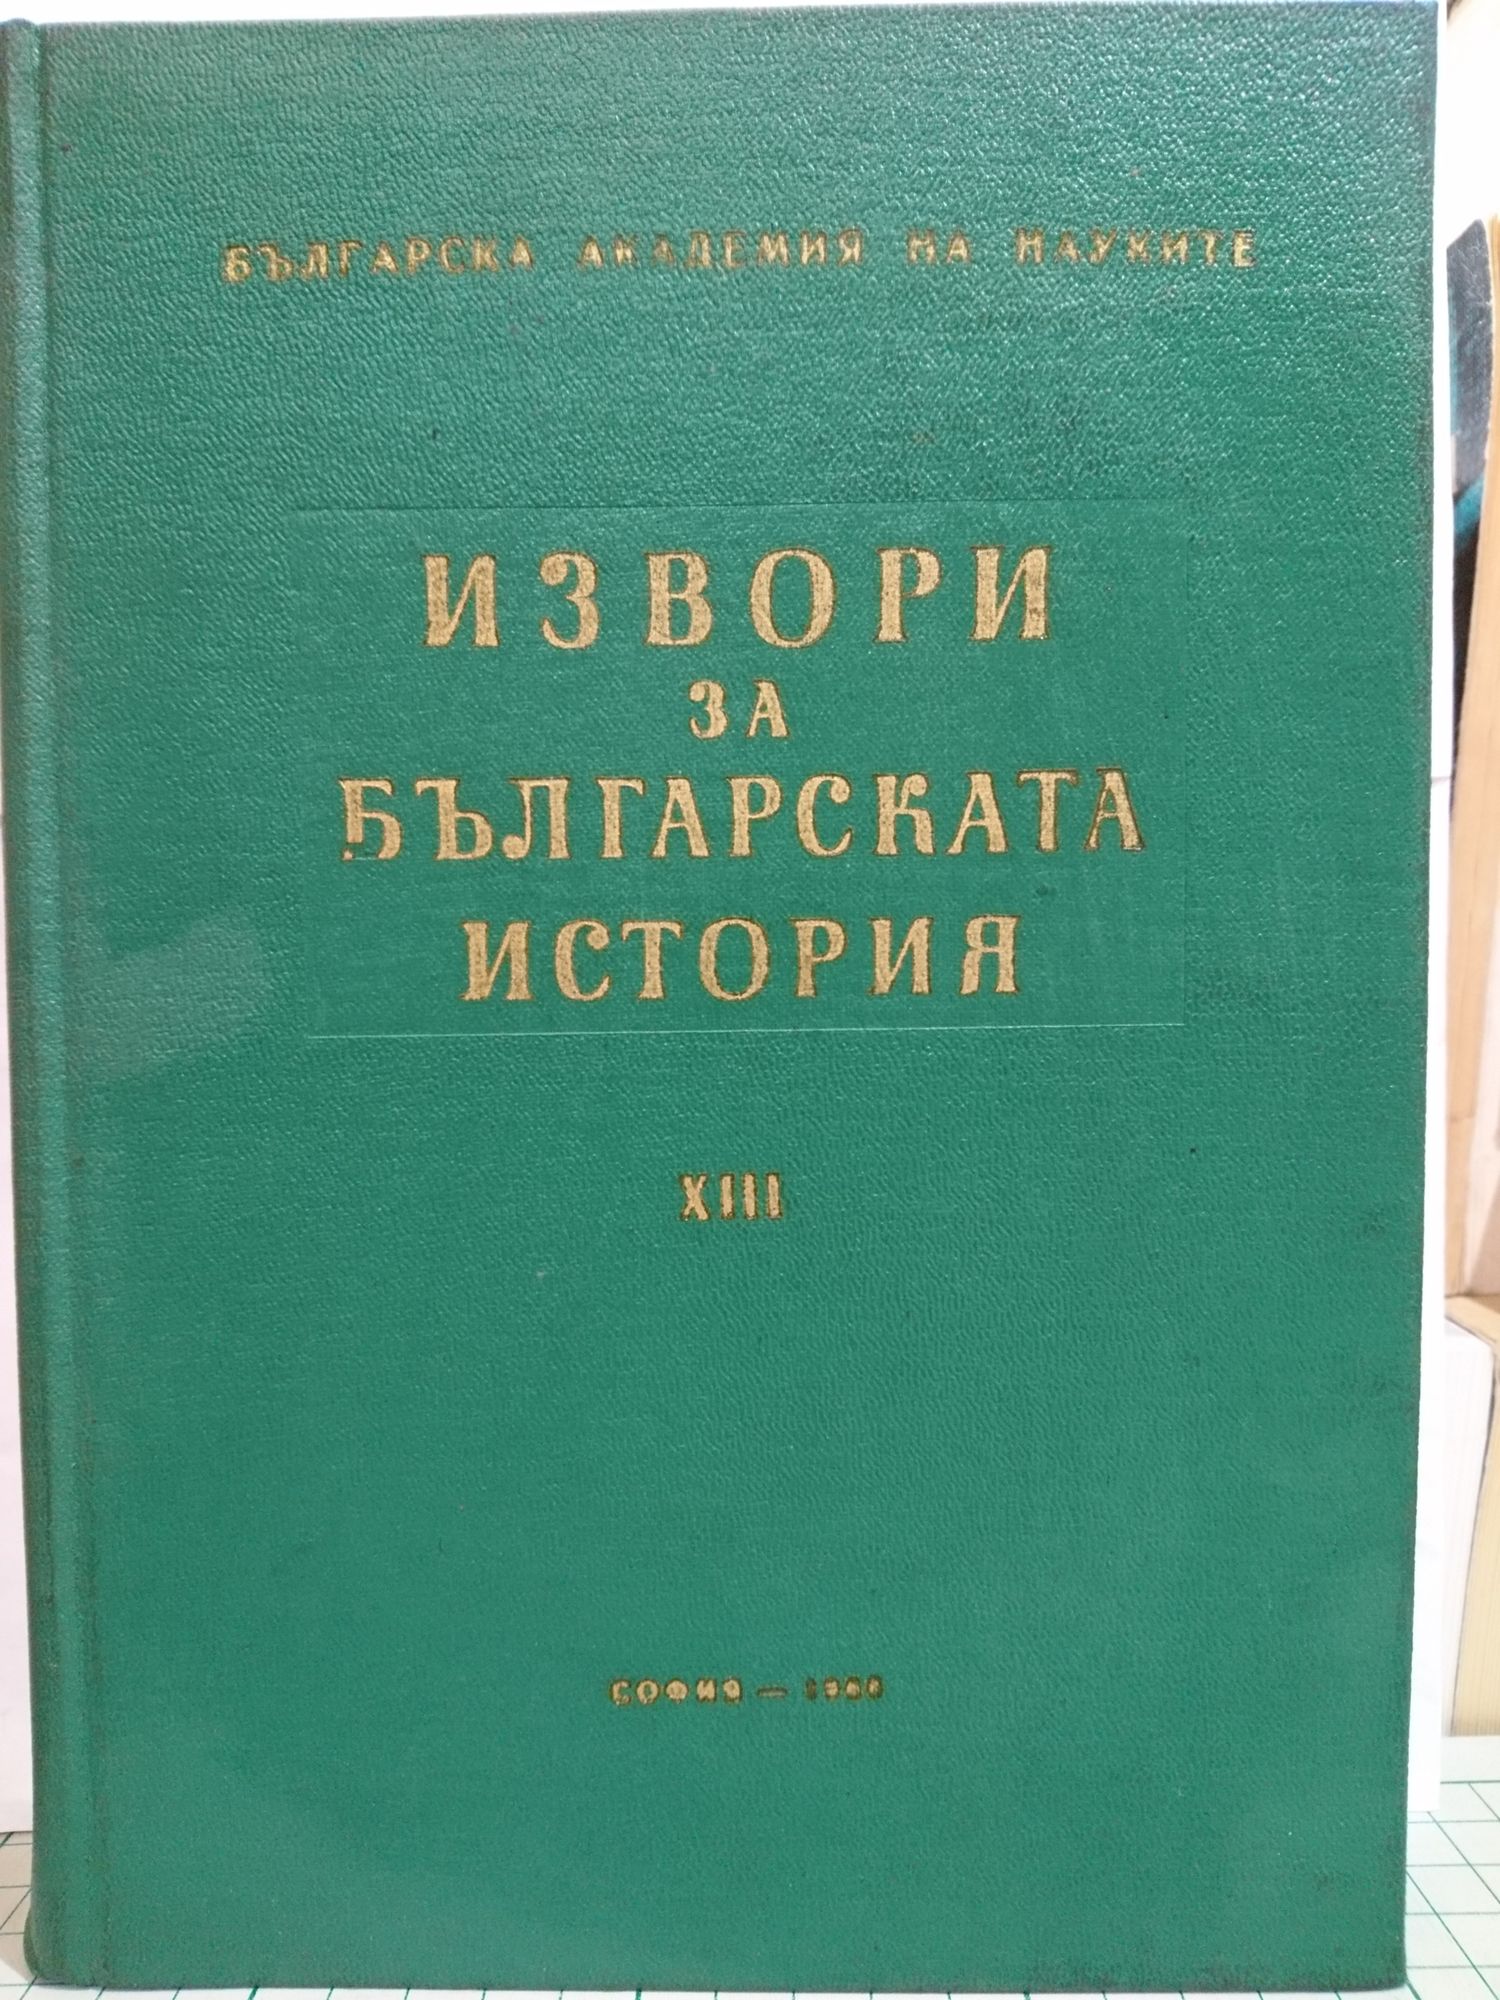 БЪЛГАРСКА АКАДЕМИЯ НА НАУКИТЕ
ИЗВОРИ
ЗА
БЪЛГАРСКАТА
ИСТОРИЯ
XIII
СОФИЯ —